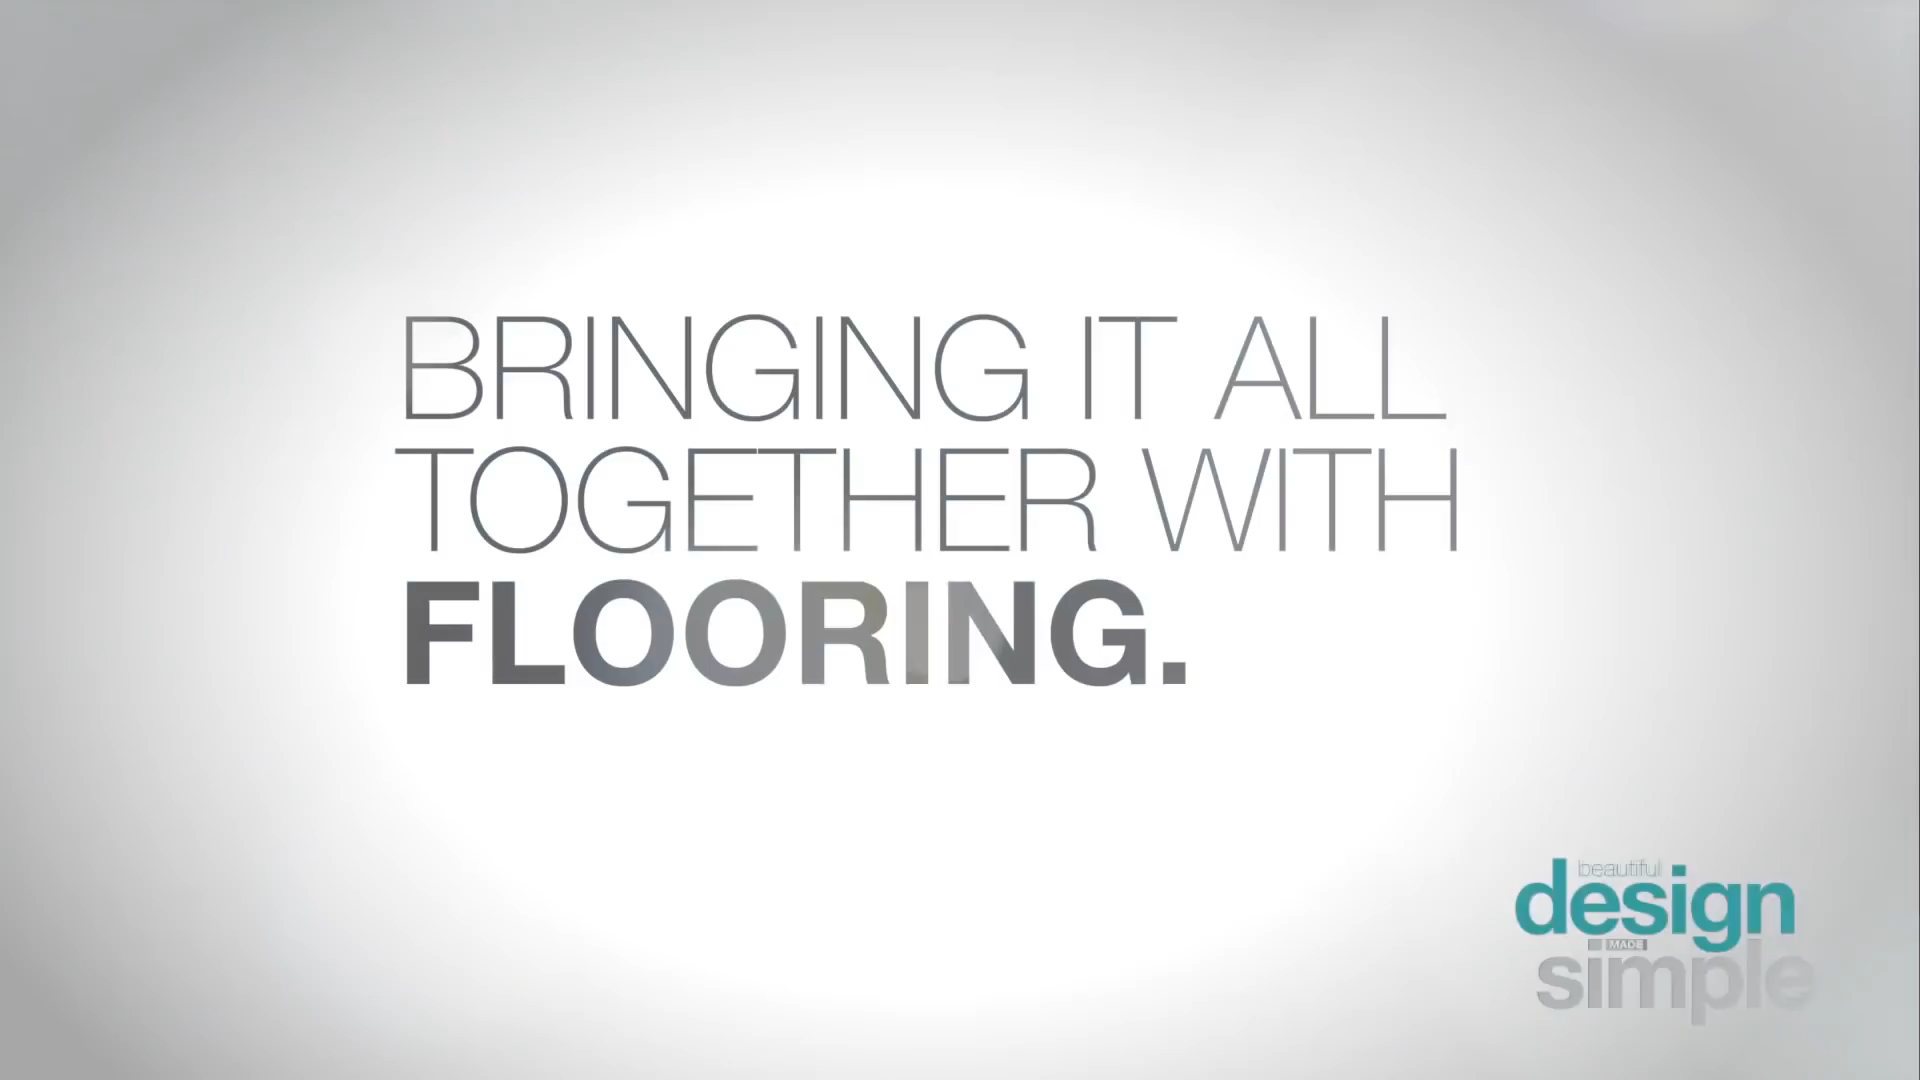 BRINGING IT ALL
TOGETHER WITH
FLOORING.
beautiful
design
MADE
simple